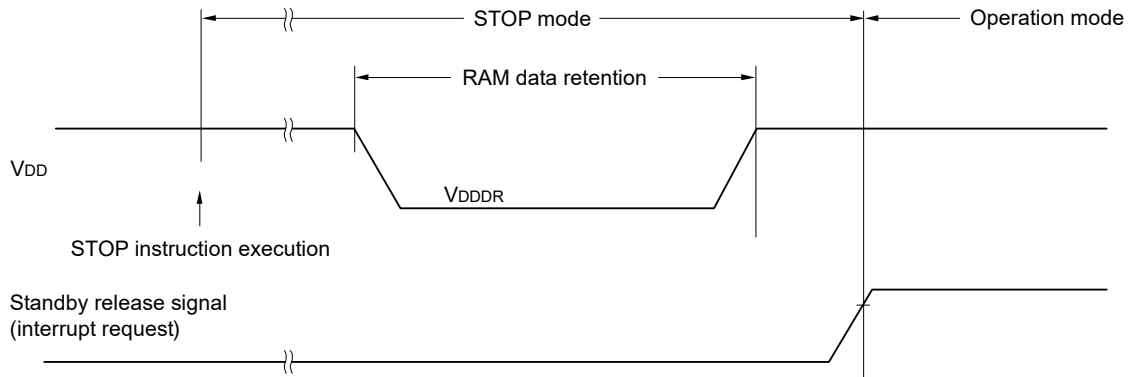 STOP mode
Operation mode
RAM data retention
VDD
VDDDR
STOP instruction execution
Standby release signal
(interrupt request)